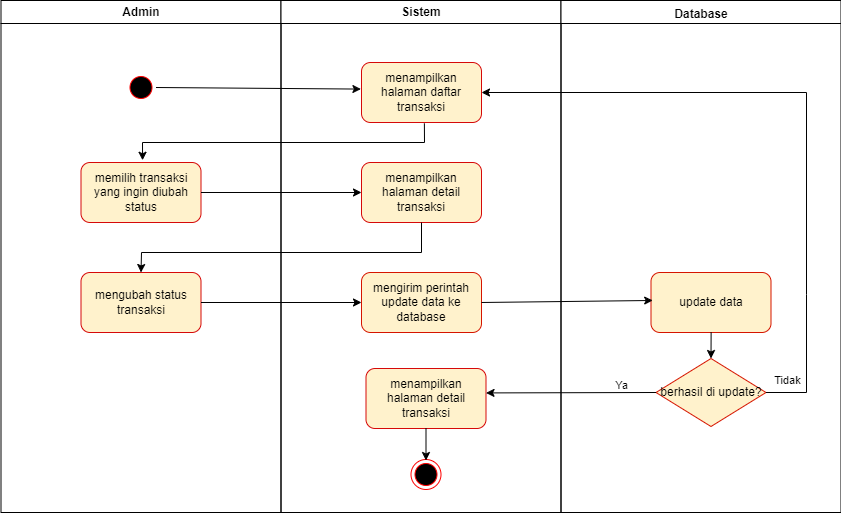 Admin
Sistem
Database
menampilkan
halaman daftar
transaksi
memilih transaksi
yang ingin diubah
status
menampilkan
halaman detail
transaksi
mengubah status
transaksi
mengirim perintah
update data ke
database
update data
berhasil di update?
Tidak
Ya
menampilkan
halaman detail
transaksi